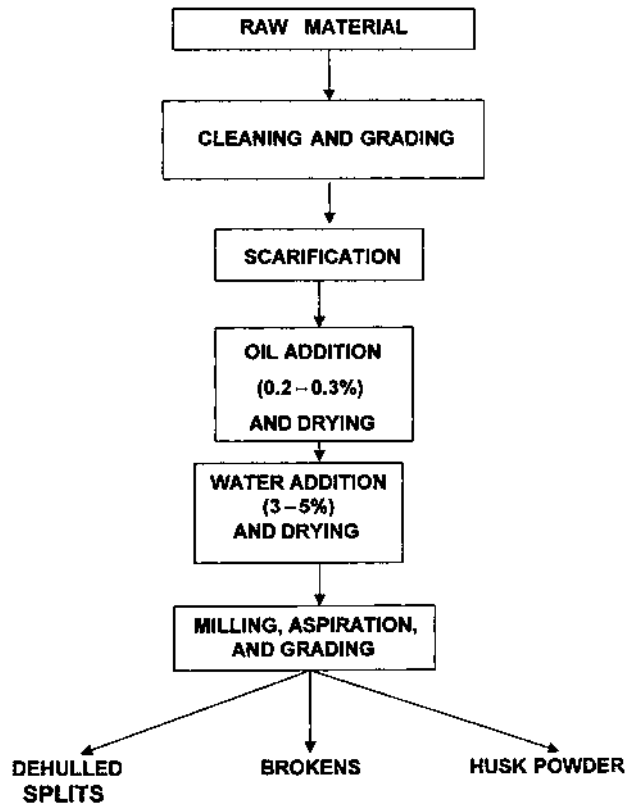 RAW MATERIAL
CLEANING AND GRADING
SCARIFICATION
OIL ADDITION
(0.2–0.3%)
AND DRYING
WATER ADDITION
(3–5%)
AND DRYING
MILLING, ASPIRATION,
AND GRADING
DEHULLED
SPLITS
BROKENS
HUSK POWDER